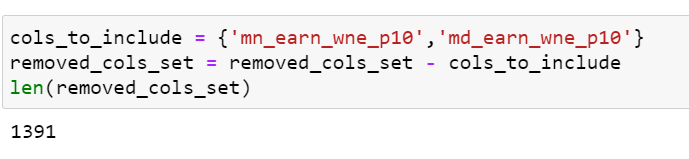 cols_to_include = {'mn_earn_wne_p10','md_earn_wne_p10'}
removed_cols_set = removed_cols_set - cols_to_include
len(removed_cols_set)
1391